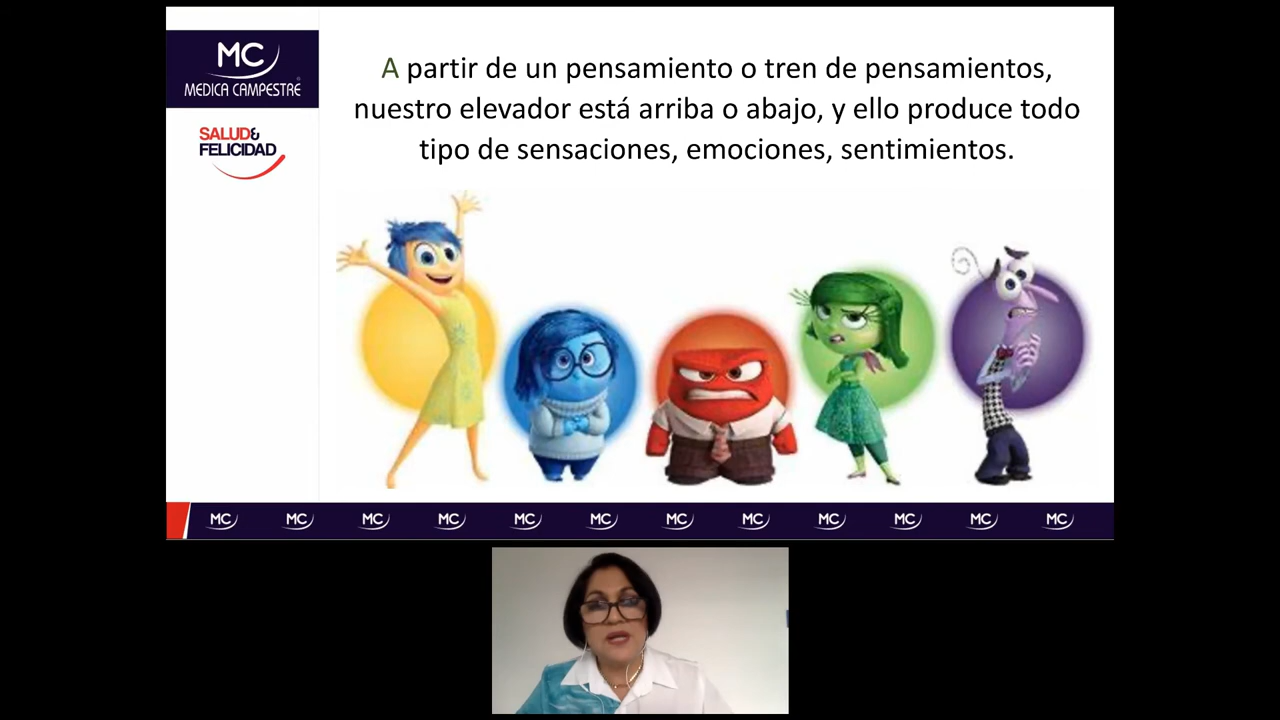 MC
MEDICA CAMPESTRE
SALUD&
FELICIDAD
A partir de un pensamiento o tren de pensamientos,
nuestro elevador está arriba o abajo, y ello produce todo
tipo de sensaciones, emociones, sentimientos.
MC MC MC MC MC MC MC MC MC MC MC MC